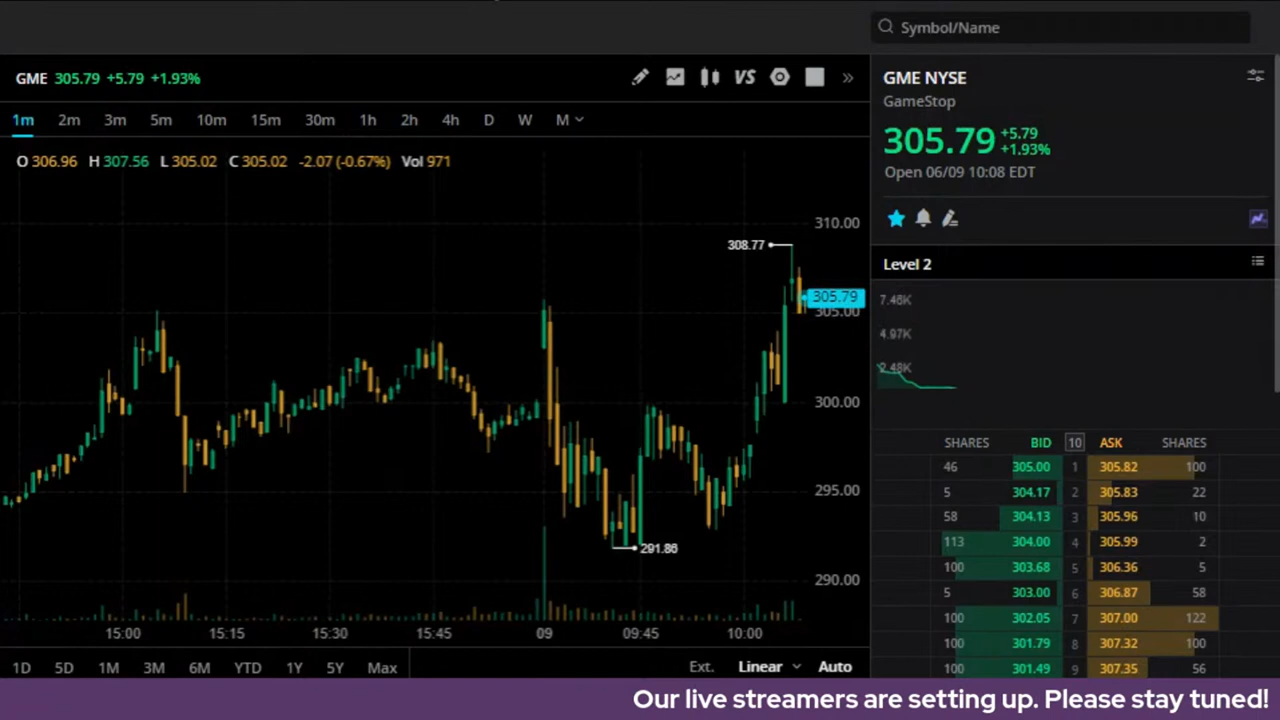 Symbol/Name
GME 305.79 +5.79 +1.93%
VS
»
1m 2m 3m 5m 10m 15m 30m 1h 2h 4h D W M
O 306.96 H 307.56 L 305.02 C 305.02 -2.07 (-0.67%) Vol 971
310.00
308.77
305.79
305.00
300.00
295.00
291.86
290.00
15:00 15:15 15:30 15:45 09 09:45 10:00
1D 5D 1M 3M 6M YTD 1Y 5Y Max Ext. Linear Auto
GME NYSE
GameStop
305.79 +5.79
+1.93%
Open 06/09 10:08 EDT
Level 2
7.46K
4.97K
2.48K
SHARES BID 10 ASK SHARES
46 305.00 1 305.82 100
5 304.17 2 305.83 22
58 304.13 3 305.96 10
113 304.00 4 305.99 2
100 303.68 5 306.36 5
5 303.00 6 306.87 58
100 302.05 7 307.00 122
100 301.79 8 307.32 100
100 301.49 9 307.35 56
Our live streamers are setting up. Please stay tuned!